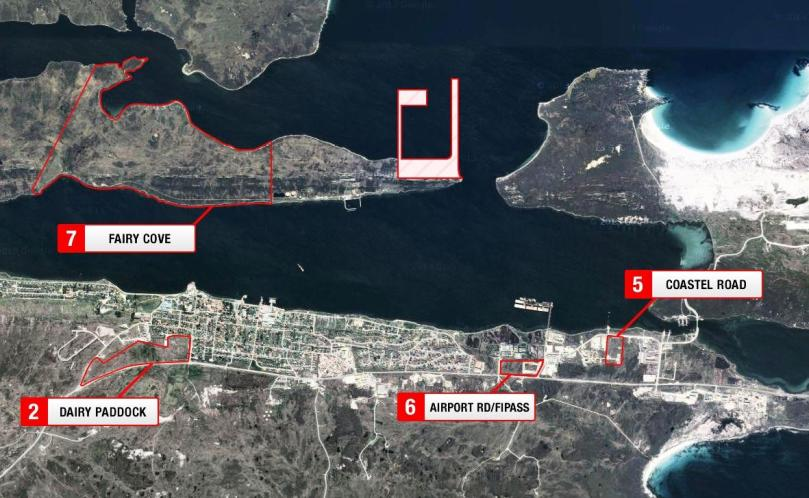 7 FAIRY COVE
5 COASTEL ROAD
2 DAIRY PADDOCK
6 AIRPORT RD/FIPASS